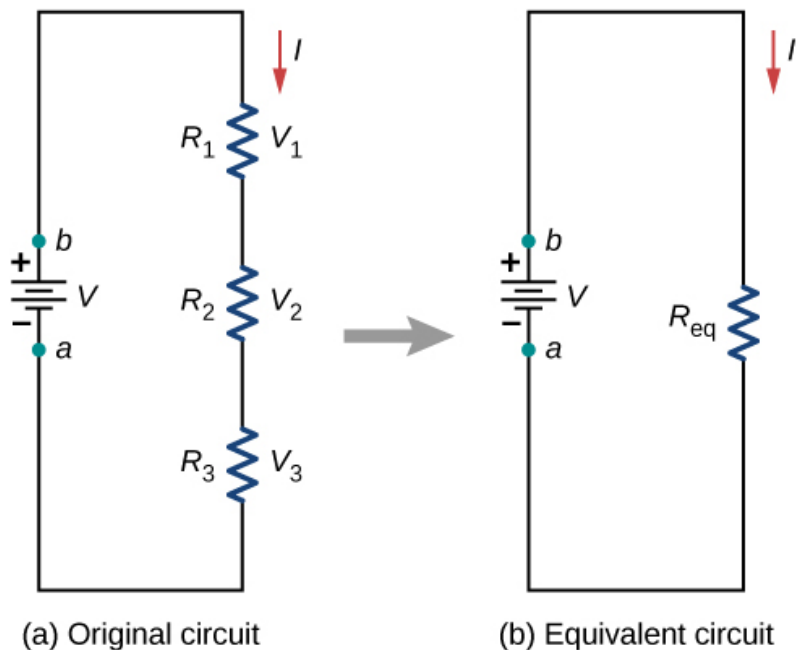 I
R1 V1
b
+
V
R2 V2
−
a
R3 V3
(a) Original circuit
I
b
+
V
Req
−
a
(b) Equivalent circuit